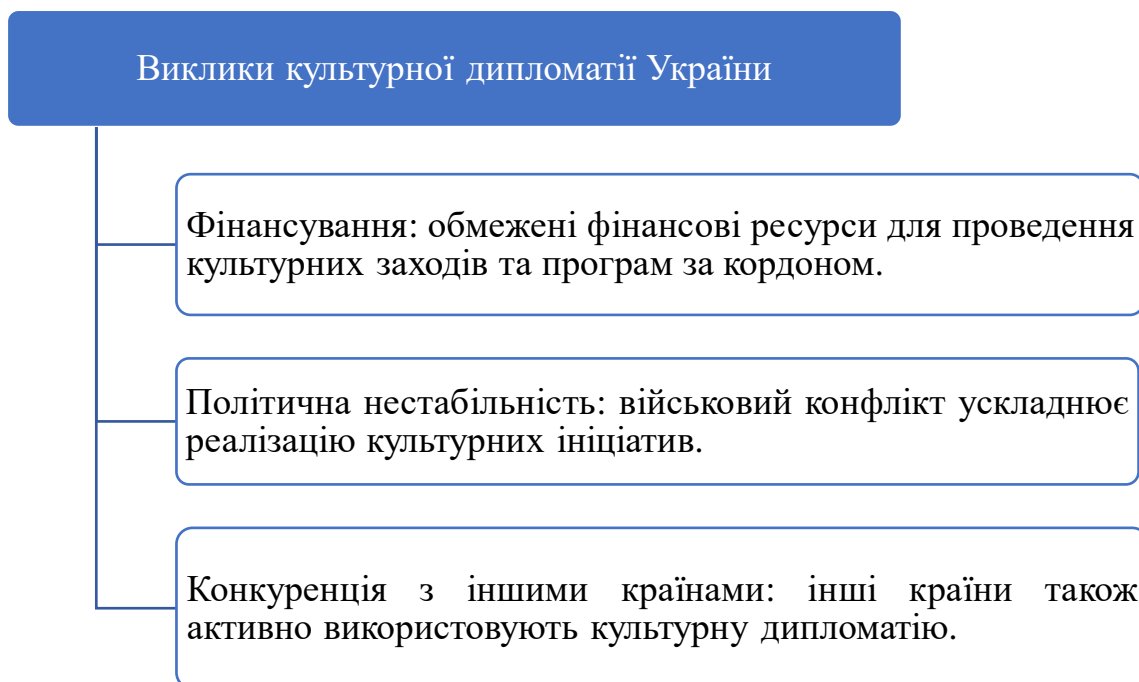 Виклики культурної дипломатії України
Фінансування: обмежені фінансові ресурси для проведення
культурних заходів та програм за кордоном.
Політична нестабільність: військовий конфлікт ускладнює
реалізацію культурних ініціатив.
Конкуренція з іншими країнами: інші країни також
активно використовують культурну дипломатію.